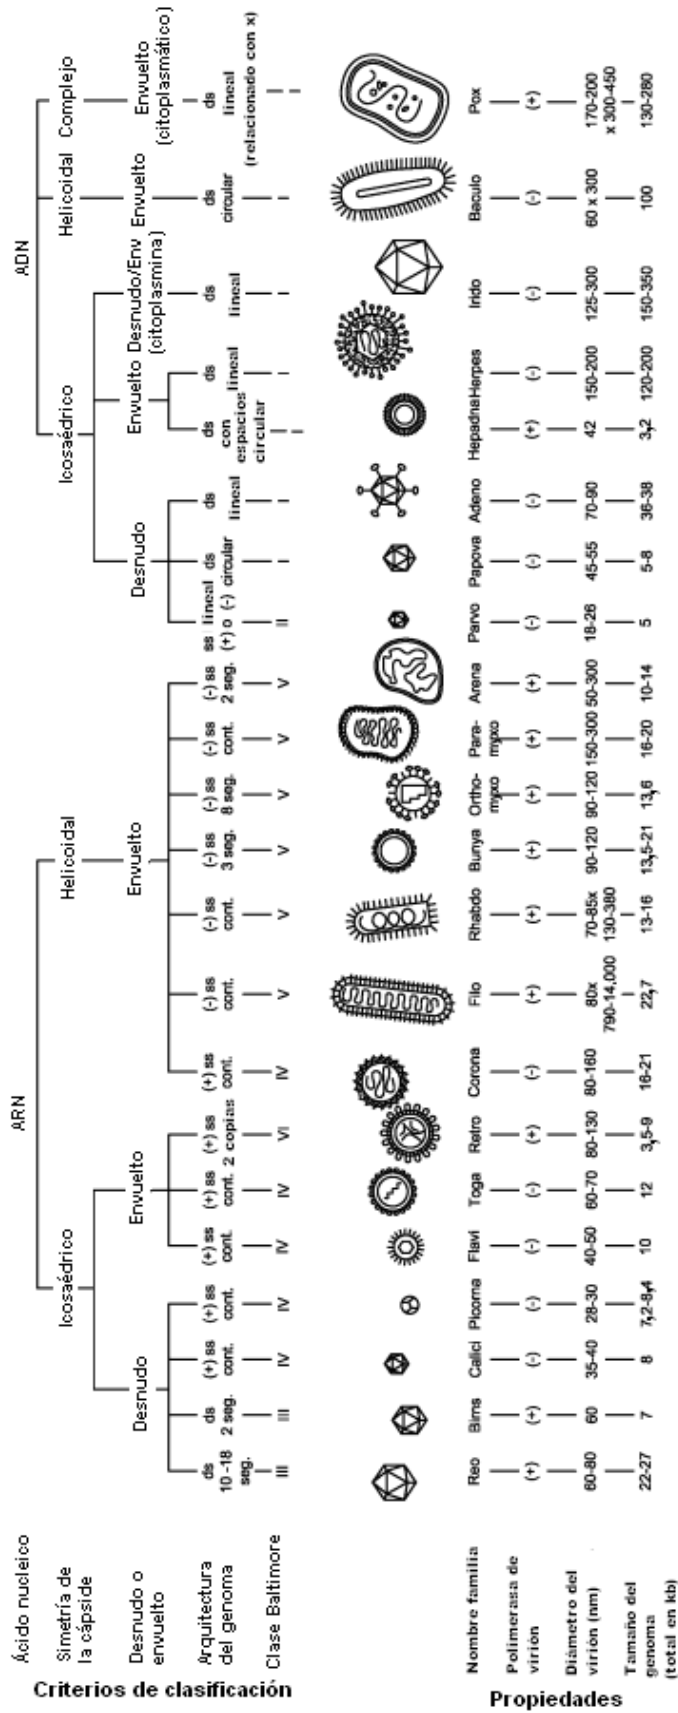 Ácido nucleico
ADN
ARN
Simetría de
la cápside
Complejo
Helicoidal
Icosaédrico
Helicoidal
Icosaédrico
Desnudo o
envuelto
Envuelto
(citoplasmático)
Envuelto
Desnudo/Env
(citoplasmina)
Envuelto
Desnudo
Envuelto
Envuelto
Desnudo
Arquitectura
del genoma
ds
10 -18
seg.
ds
2 seg.
(+) ss
cont.
(+) ss
cont.
(+) ss
cont.
(+) ss
cont.
(+) ss
2 copias
(+) ss
cont.
(-) ss
cont.
(-) ss
cont.
(-) ss
3 seg.
(-) ss
8 seg.
(-) ss
cont.
(-) ss
2 seg.
ss lineal
(+) o (-)
ds
circular
ds
lineal
ds
con
espacios
circular
ds
lineal
ds
lineal
ds
circular
ds
lineal
(relacionado con x)
Clase Baltimore
III III IV IV IV IV VI IV V V V V V V II I I I I I I I
Criterios de clasificación
Nombre familia
Reo Birns Calici Picorna Flavi Toga Retro Corona Filo Rhabdo Bunya Ortho-
myxo Para-
myxo Arena Parvo Papova Adeno Hepadna Herpes Irido Baculo Pox
Polimerasa de
virión
(+) (+) (-) (-) (-) (-) (+) (-) (+) (+) (+) (+) (+) (+) (-) (-) (-) (+) (-) (-) (-) (+)
Diámetro del
virión (nm)
60-80 60 35-40 28-30 40-50 60-70 80-130 80-160 80x
790-14,000 70-85x
130-380 90-120 90-120 150-300 50-300 18-26 45-55 70-90 42 150-200 125-300 60 x 300 170-200
x 300-450
Tamaño del
genoma
(total en kb)
22-27 7 8 7,2-8,4 10 12 3,5-9 16-21 22,7 13-16 13,5-21 13,6 16-20 10-14 5 5-8 36-38 3,2 120-200 150-350 100 130-280
Propiedades